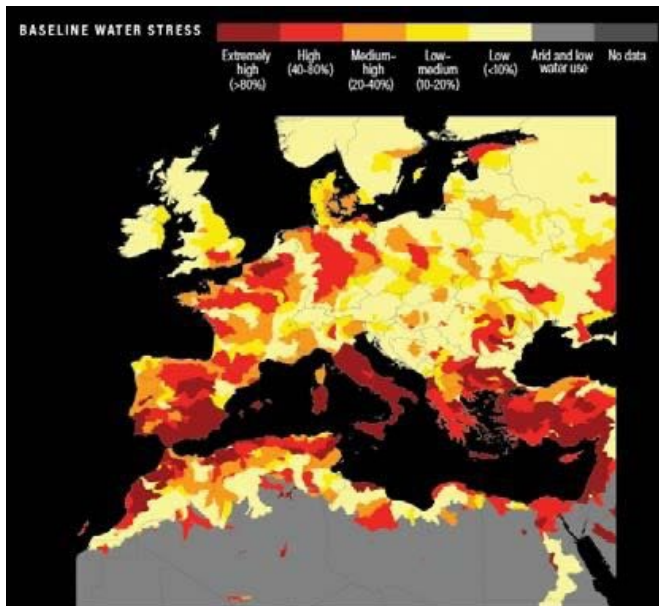 BASELINE WATER STRESS
Extremely high (>80%)
High (40-80%)
Medium–high (20-40%)
Low–medium (10-20%)
Low (<10%)
Arid and low water use
No data